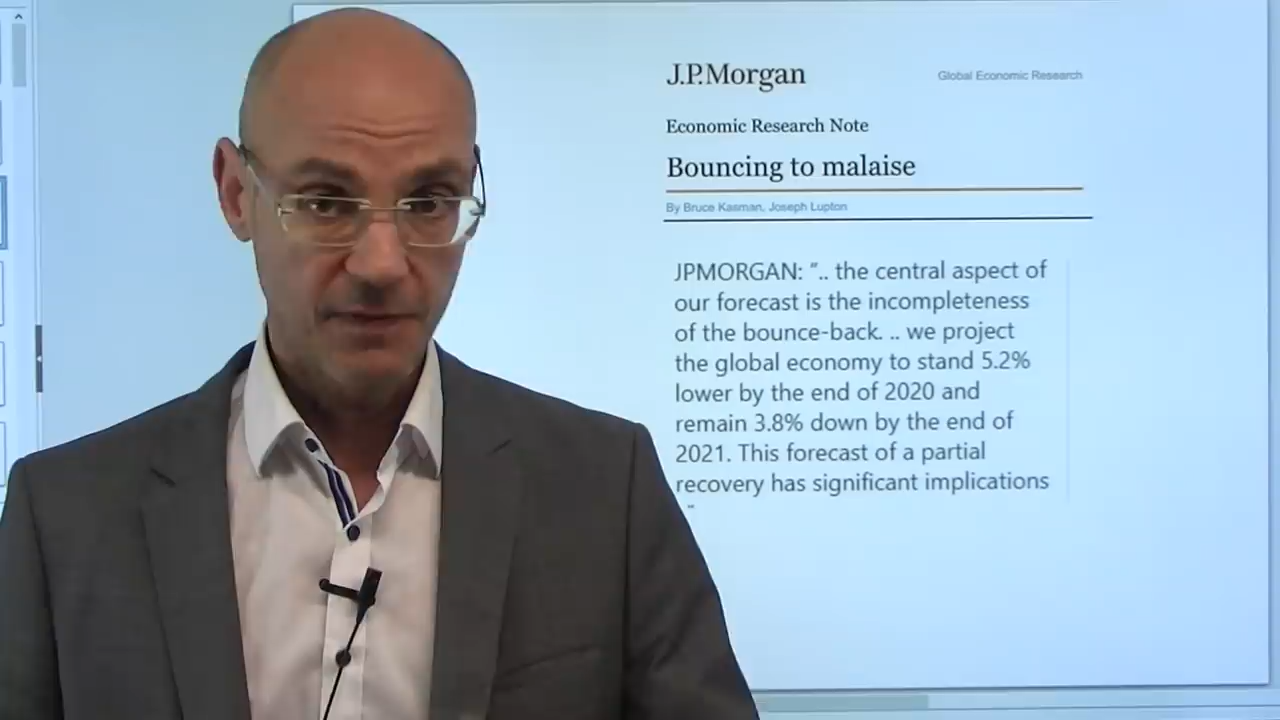 J.P.Morgan
Global Economic Research
Economic Research Note
Bouncing to malaise
By Bruce Kasman, Joseph Lupton
JPMORGAN: “.. the central aspect of
our forecast is the incompleteness
of the bounce-back. .. we project
the global economy to stand 5.2%
lower by the end of 2020 and
remain 3.8% down by the end of
2021. This forecast of a partial
recovery has significant implications
“